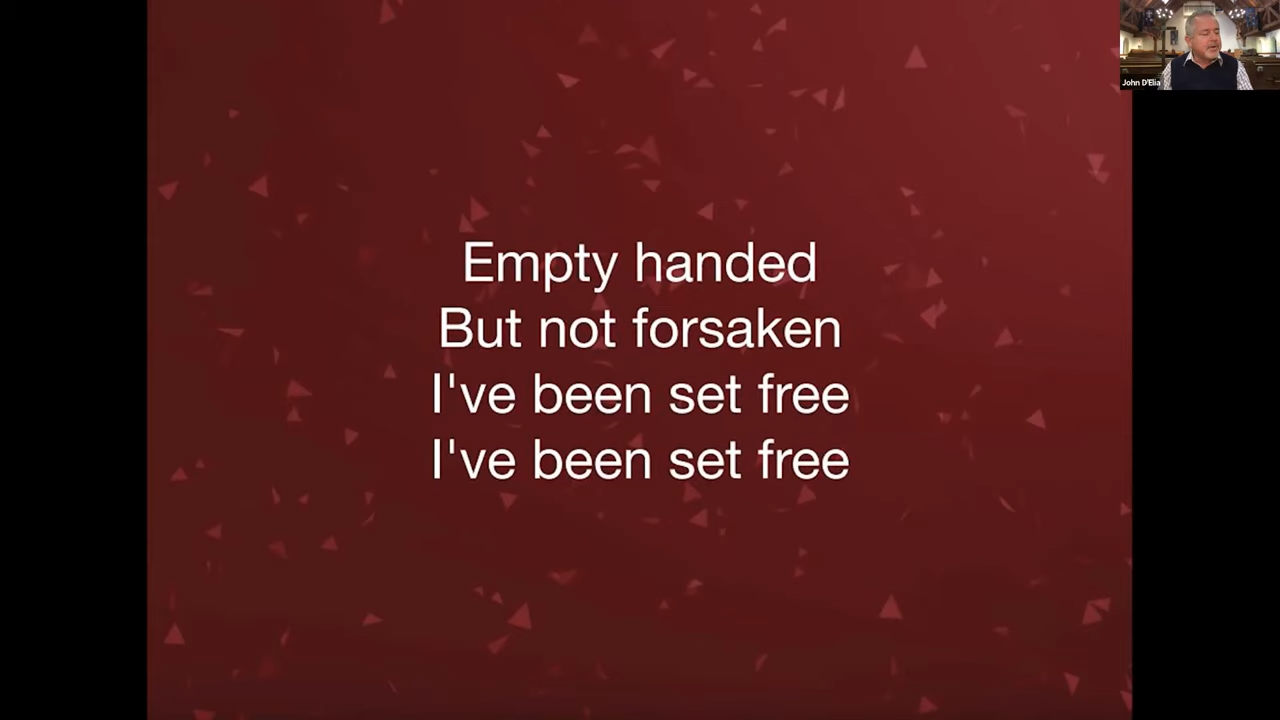 Empty handed
But not forsaken
I've been set free
I've been set free
John D'Elia